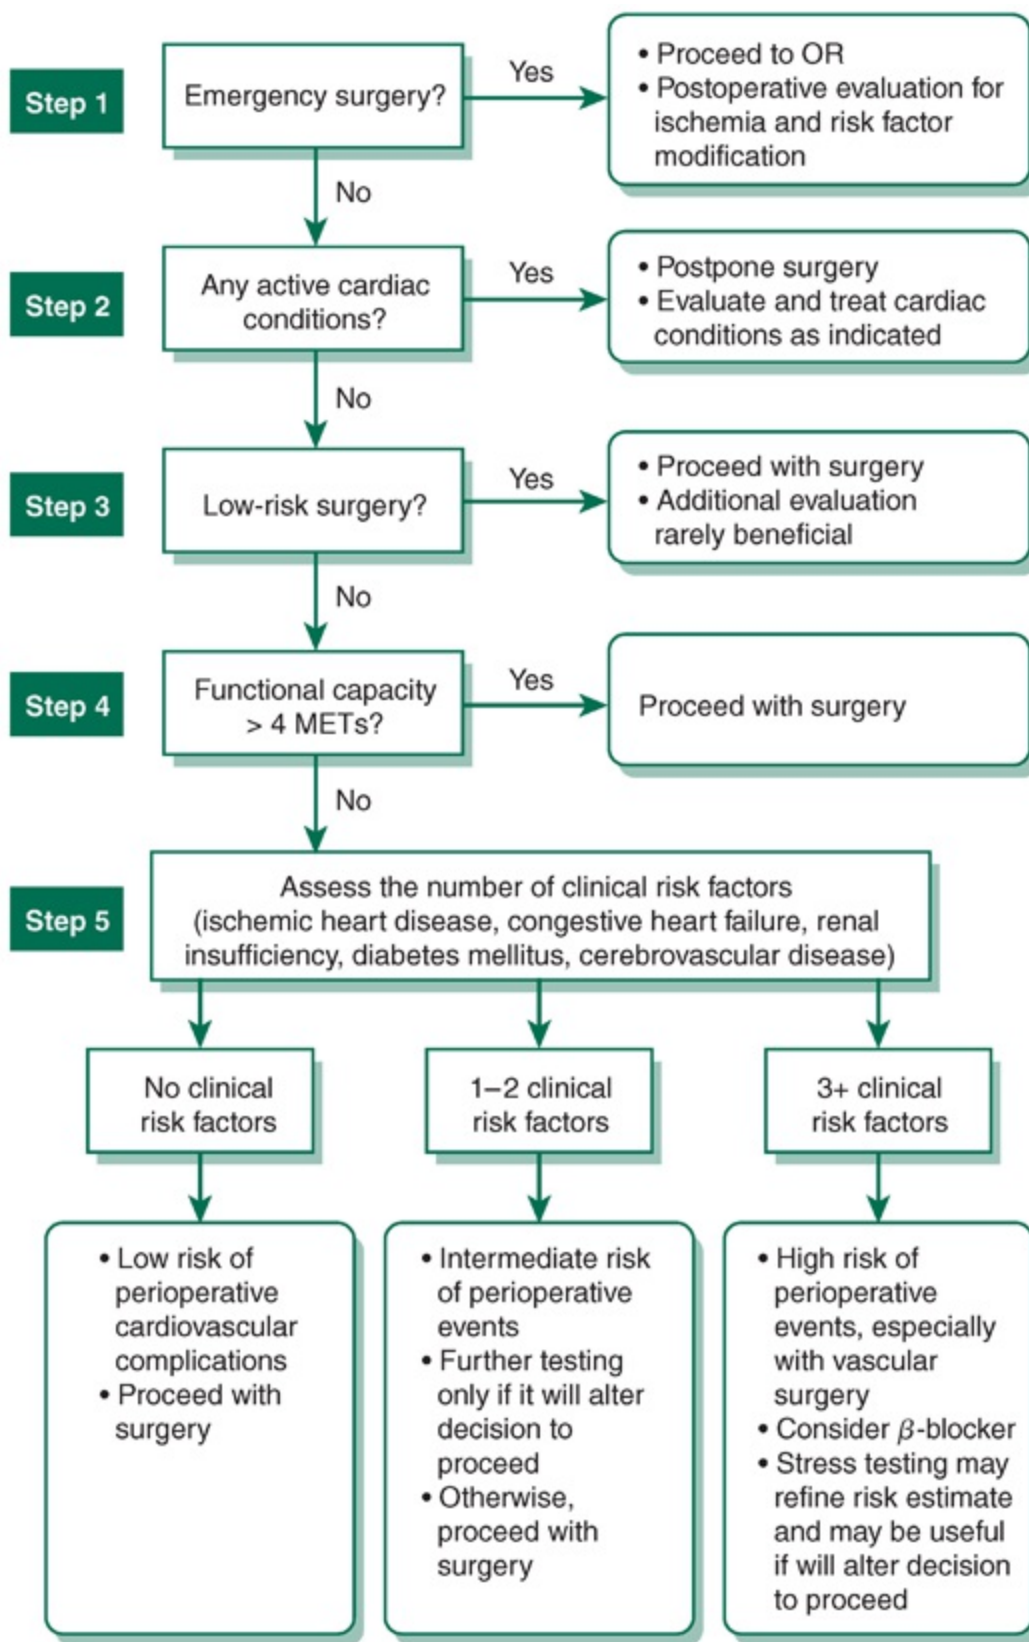 Step 1
Emergency surgery?
Yes
• Proceed to OR
• Postoperative evaluation for
ischemia and risk factor
modification
No
Step 2
Any active cardiac
conditions?
Yes
• Postpone surgery
• Evaluate and treat cardiac
conditions as indicated
No
Step 3
Low-risk surgery?
Yes
• Proceed with surgery
• Additional evaluation
rarely beneficial
No
Step 4
Functional capacity
> 4 METs?
Yes
Proceed with surgery
No
Step 5
Assess the number of clinical risk factors
(ischemic heart disease, congestive heart failure, renal
insufficiency, diabetes mellitus, cerebrovascular disease)
No clinical
risk factors
1–2 clinical
risk factors
3+ clinical
risk factors
• Low risk of
perioperative
cardiovascular
complications
• Proceed with
surgery
• Intermediate risk
of perioperative
events
• Further testing
only if it will alter
decision to
proceed
• Otherwise,
proceed with
surgery
• High risk of
perioperative
events, especially
with vascular
surgery
• Consider β-blocker
• Stress testing may
refine risk estimate
and may be useful
if will alter decision
to proceed